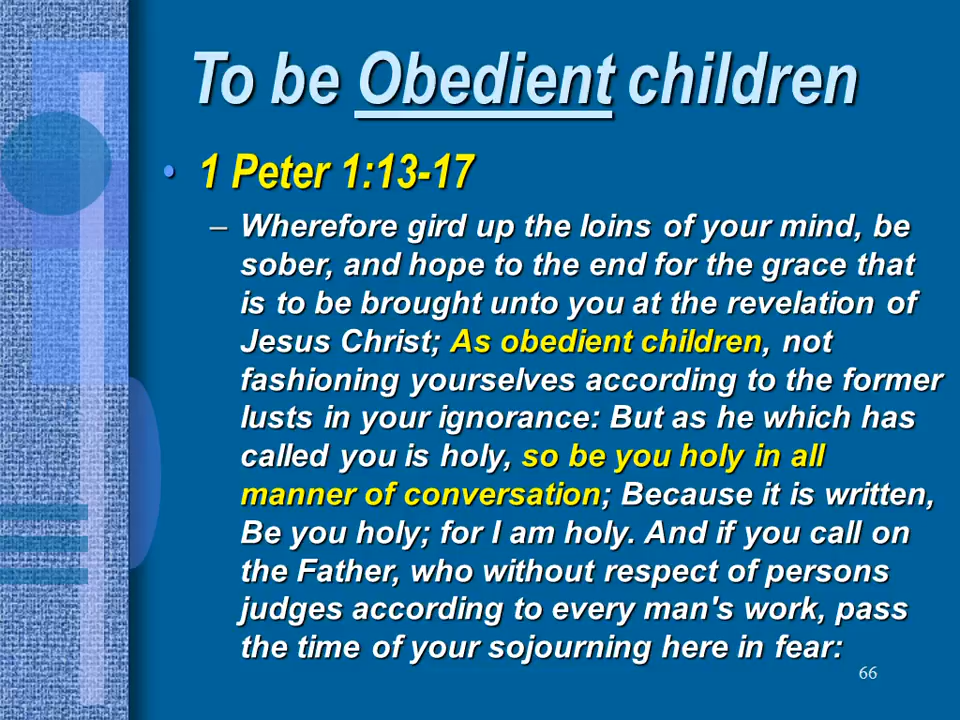 To be Obedient children
• 1 Peter 1:13-17
– Wherefore gird up the loins of your mind, be
sober, and hope to the end for the grace that
is to be brought unto you at the revelation of
Jesus Christ; As obedient children, not
fashioning yourselves according to the former
lusts in your ignorance: But as he which has
called you is holy, so be you holy in all
manner of conversation; Because it is written,
Be you holy; for I am holy. And if you call on
the Father, who without respect of persons
judges according to every man's work, pass
the time of your sojourning here in fear:
66